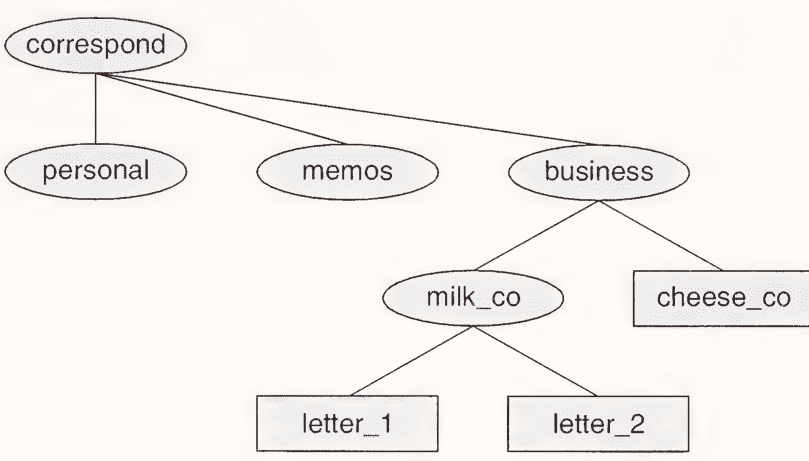 correspond
personal
memos
business
milk_co
cheese_co
letter_1
letter_2